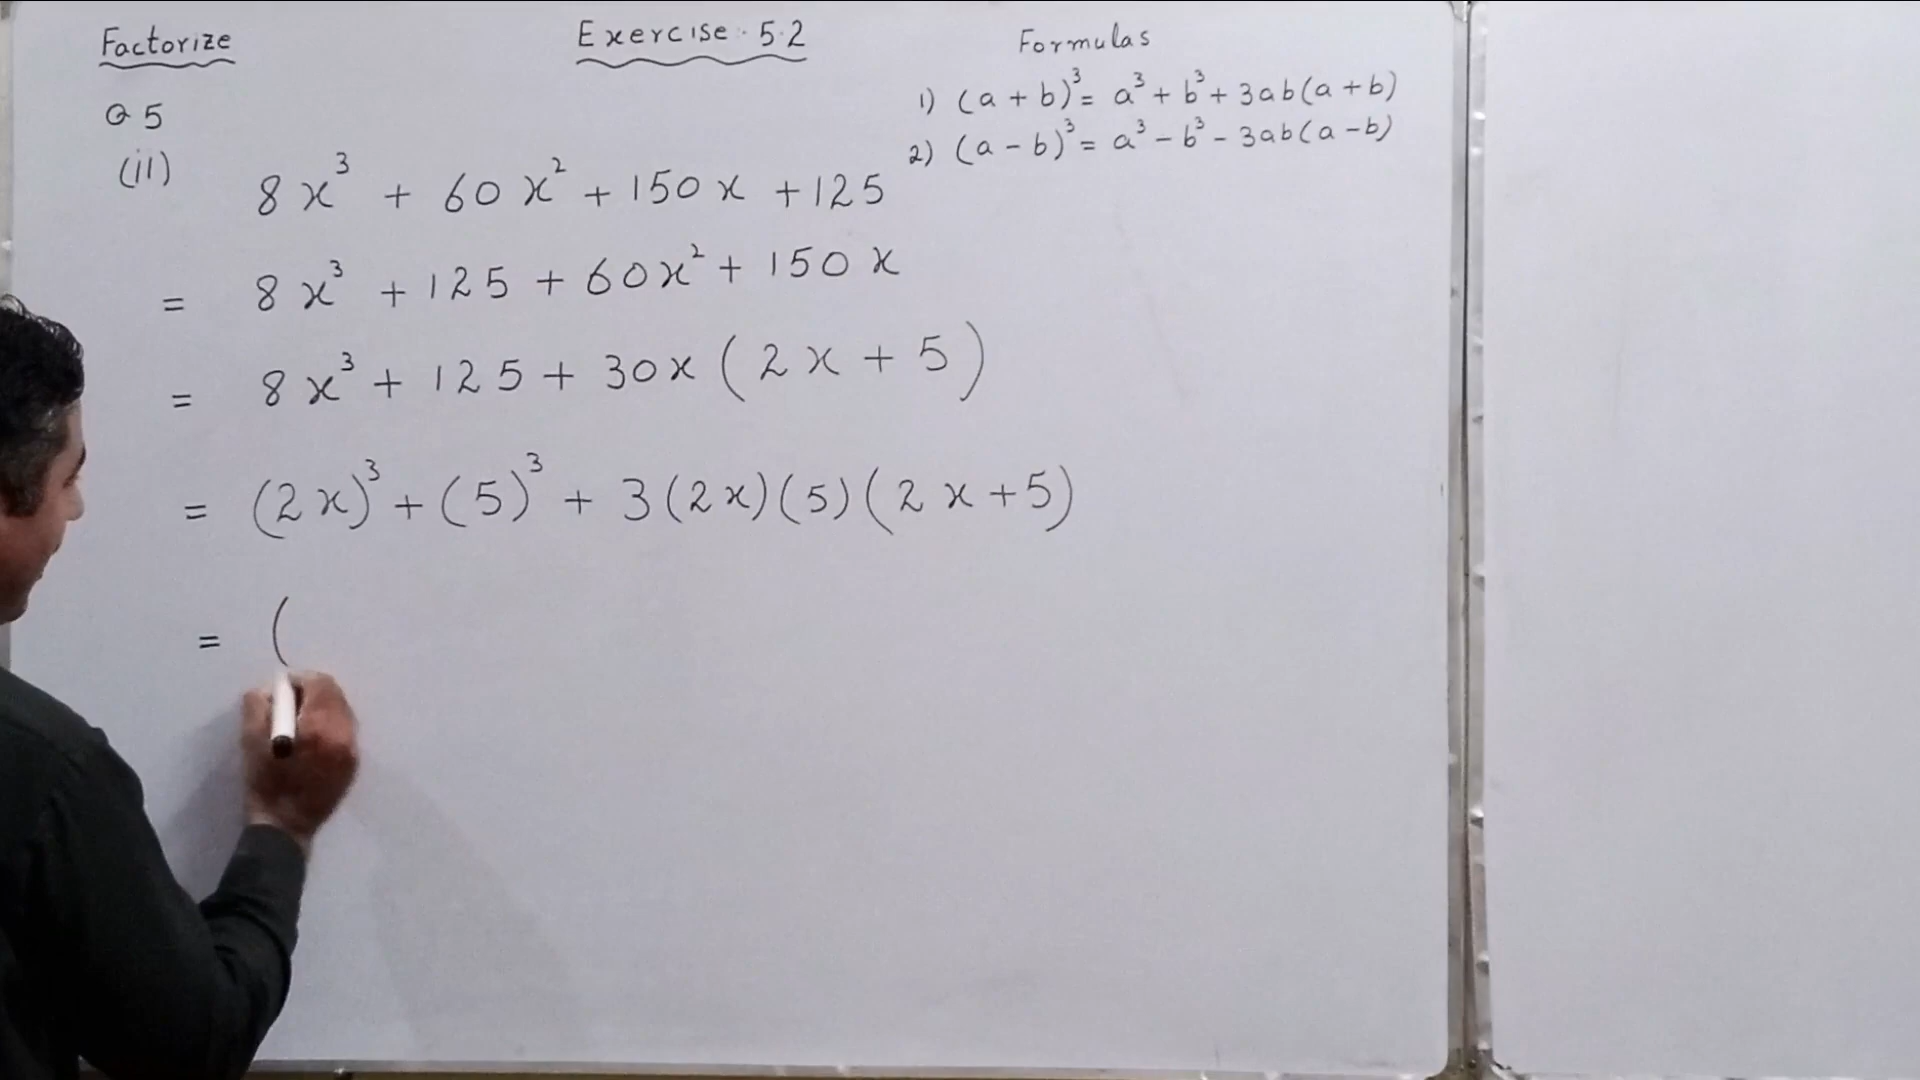 Factorize
Exercise 5.2
Formulas
1) (a + b)³ = a³ + b³ + 3ab(a + b)
2) (a - b)³ = a³ - b³ - 3ab(a - b)
Q 5
(ii)
8x³ + 60x² + 150x + 125
= 8x³ + 125 + 60x² + 150x
= 8x³ + 125 + 30x (2x + 5)
= (2x)³ + (5)³ + 3(2x)(5)(2x + 5)
= (